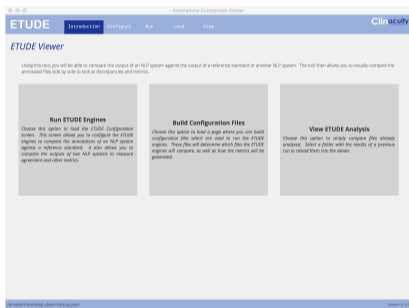 Annotations Comparison Viewer
ETUDE Introduction Configure Run Load View Clinacuity
ETUDE Viewer
Using this tool, you will be able to compare the output of an NLP system against the output of a reference standard or another NLP system. The tool then allows you to visually compare the
annotated files side by side to look at discrepancies and metrics.
Run ETUDE Engines
Choose this option to load the ETUDE Configuration
screen. This screen allows you to configure the ETUDE
engines to compare the annotations of an NLP system
against a reference standard. It also allows you to
compare the outputs of two NLP systems to measure
agreement and other metrics.
Build Configuration Files
Choose this option to load a page where you can build
configuration files which are used to run the ETUDE
engines. These files will determine which files the ETUDE
engines will compare, as well as how the metrics will be
generated.
View ETUDE Analysis
Choose this option to simply compare files already
analyzed. Select a folder with the results of a previous
run to reload them into the viewer.